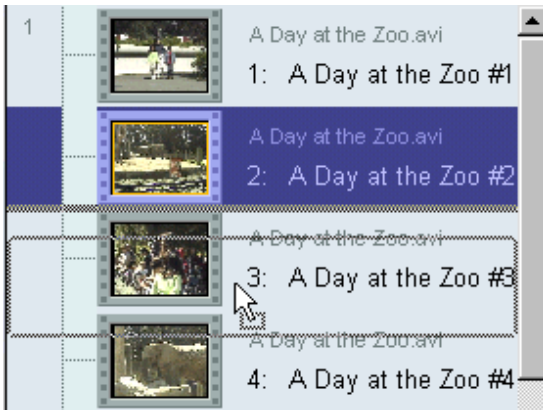 1
A Day at the Zoo.avi
1: A Day at the Zoo #1
A Day at the Zoo.avi
2: A Day at the Zoo #2
A Day at the Zoo.avi
3: A Day at the Zoo #3
A Day at the Zoo.avi
4: A Day at the Zoo #4